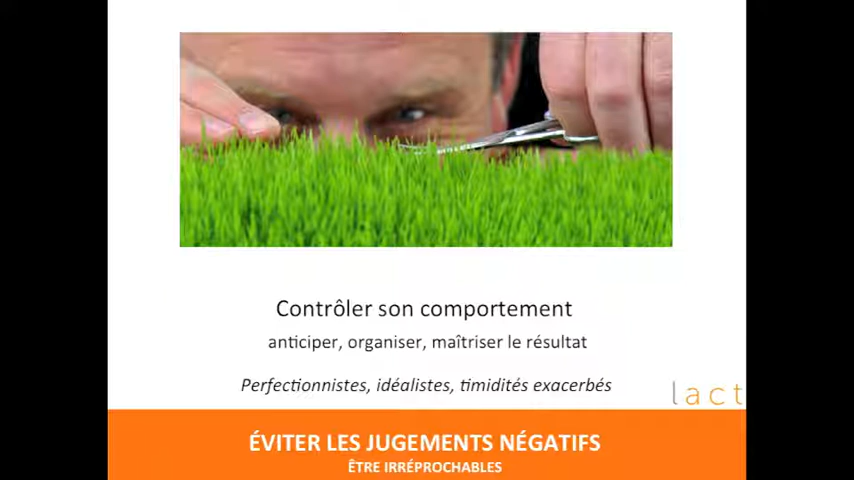 Contrôler son comportement
anticiper, organiser, maîtriser le résultat
Perfectionnistes, idéalistes, timidités exacerbés
lact
ÉVITER LES JUGEMENTS NÉGATIFS
ÊTRE IRRÉPROCHABLES